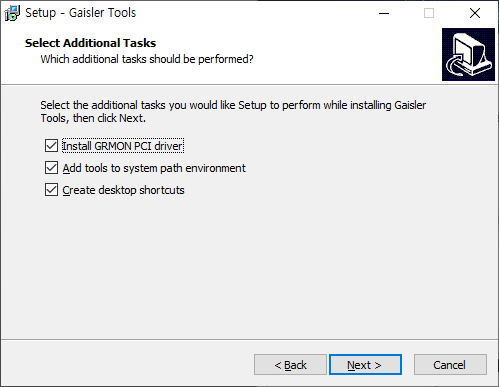 Setup - Gaisler Tools
Select Additional Tasks
Which additional tasks should be performed?
Select the additional tasks you would like Setup to perform while installing Gaisler
Tools, then click Next.
Install GRMON PCI driver
Add tools to system path environment
Create desktop shortcuts
< Back
Next >
Cancel